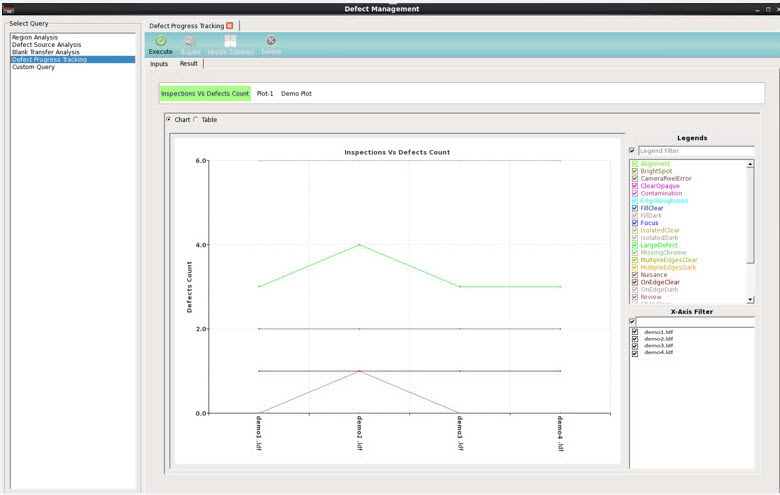 Defect Management
Select Query
Region Analysis
Defect Source Analysis
Blank Transfer Analysis
Defect Progress Tracking
Custom Query
Defect Progress Tracking
Execute
Export
Resize Columns
Delete
Inputs
Result
Inspections Vs Defects Count
Plot-1
Demo Plot
Chart
Table
Inspections Vs Defects Count
6.0
4.0
2.0
0.0
Defects Count
demo1.ldf
demo2.ldf
demo3.ldf
demo4.ldf
Legends
Legend Filter
Alignment
BrightSpot
CameraPixelError
ClearOpaque
Contamination
EdgeRoughness
FillClear
FillDark
Focus
IsolatedClear
IsolatedDark
LargeDefect
MissingChrome
MultipleEdgesClear
MultipleEdgesDark
Nuisance
OnEdgeClear
OnEdgeDark
Review
X-Axis Filter
demo1.ldf
demo2.ldf
demo3.ldf
demo4.ldf